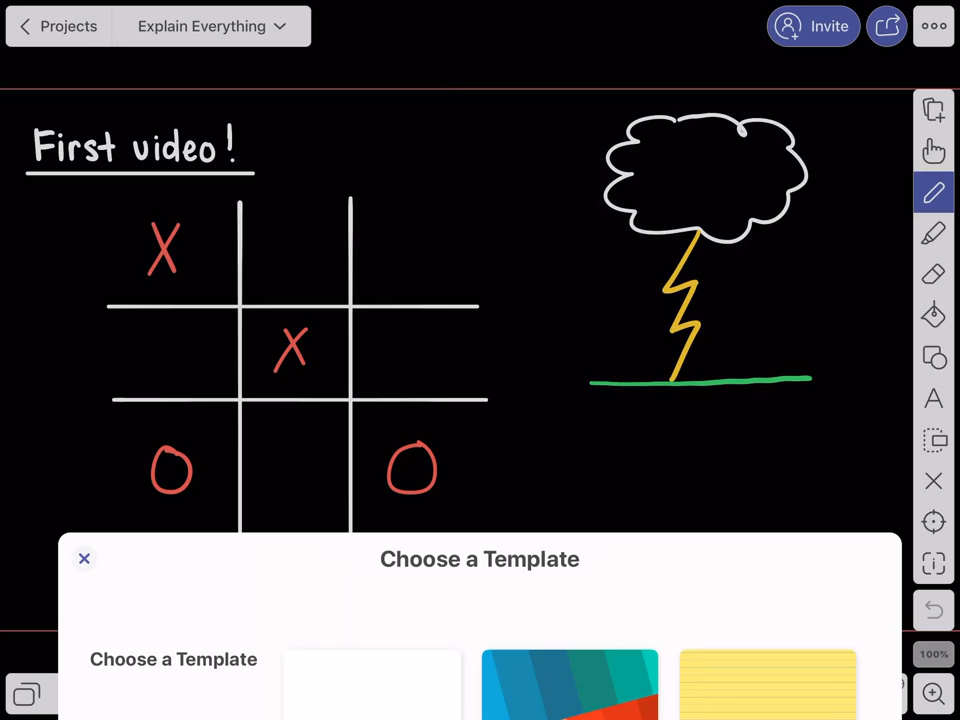 Projects
Explain Everything
Invite
First video!
X
X
O
O
A
Choose a Template
Choose a Template
100%